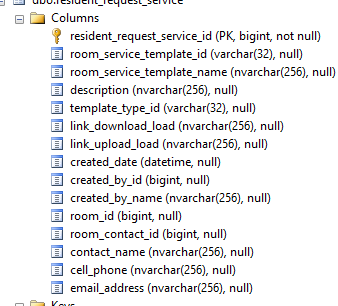 dbo.resident_request_service
Columns
resident_request_service_id (PK, bigint, not null)
room_service_template_id (varchar(32), null)
room_service_template_name (nvarchar(256), null)
description (nvarchar(256), null)
template_type_id (varchar(32), null)
link_download_load (nvarchar(256), null)
link_upload_load (nvarchar(256), null)
created_date (datetime, null)
created_by_id (bigint, null)
created_by_name (nvarchar(256), null)
room_id (bigint, null)
room_contact_id (bigint, null)
contact_name (nvarchar(256), null)
cell_phone (nvarchar(256), null)
email_address (nvarchar(256), null)
Keys